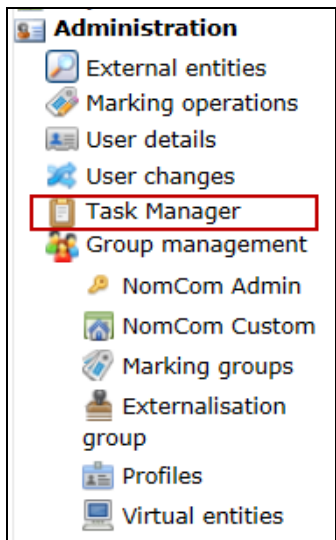 Administration
External entities
Marking operations
User details
User changes
Task Manager
Group management
NomCom Admin
NomCom Custom
Marking groups
Externalisation
group
Profiles
Virtual entities